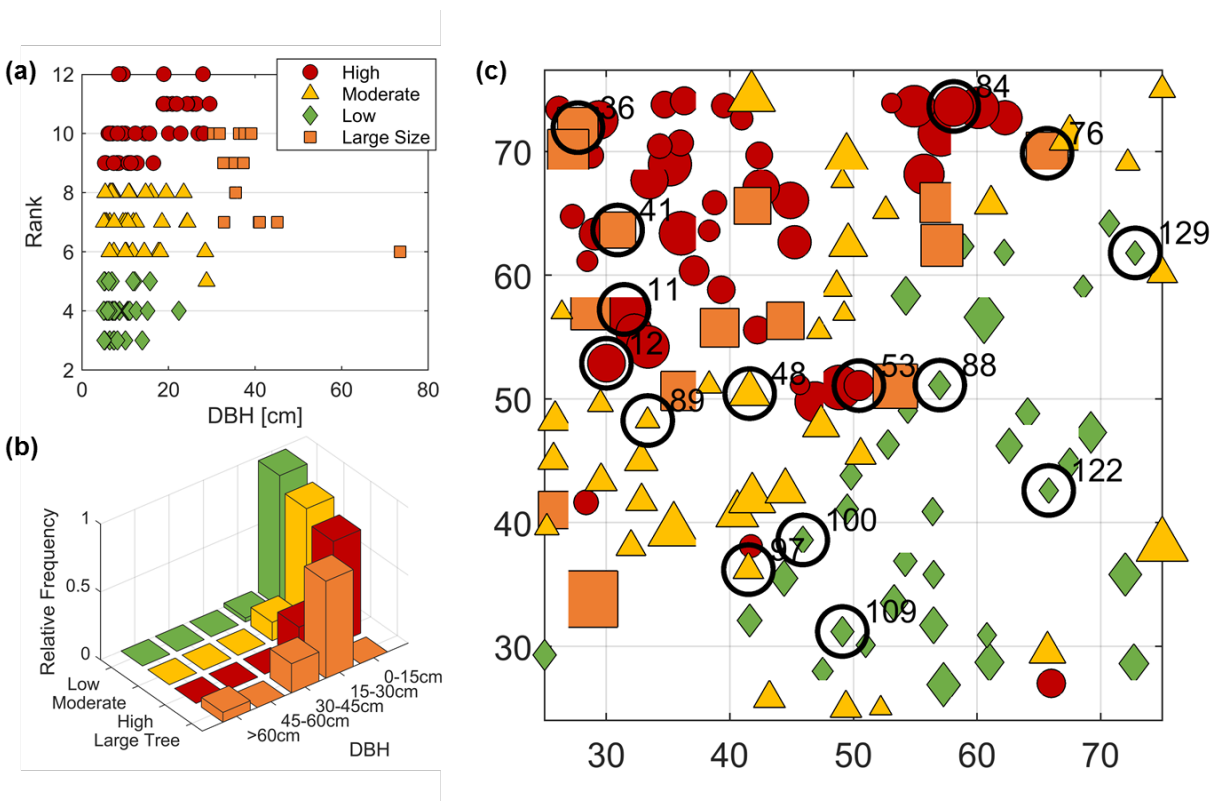 (a)
12
10
8
6
4
2
Rank
0
20
40
60
80
DBH [cm]
High
Moderate
Low
Large Size
(b)
1
0.5
0
Relative Frequency
Low
Moderate
High
Large Tree
>60cm
45-60cm
30-45cm
15-30cm
0-15cm
DBH
(c)
70
60
50
40
30
30
40
50
60
70
36
84
76
41
129
11
12
48
53
88
89
122
100
97
109